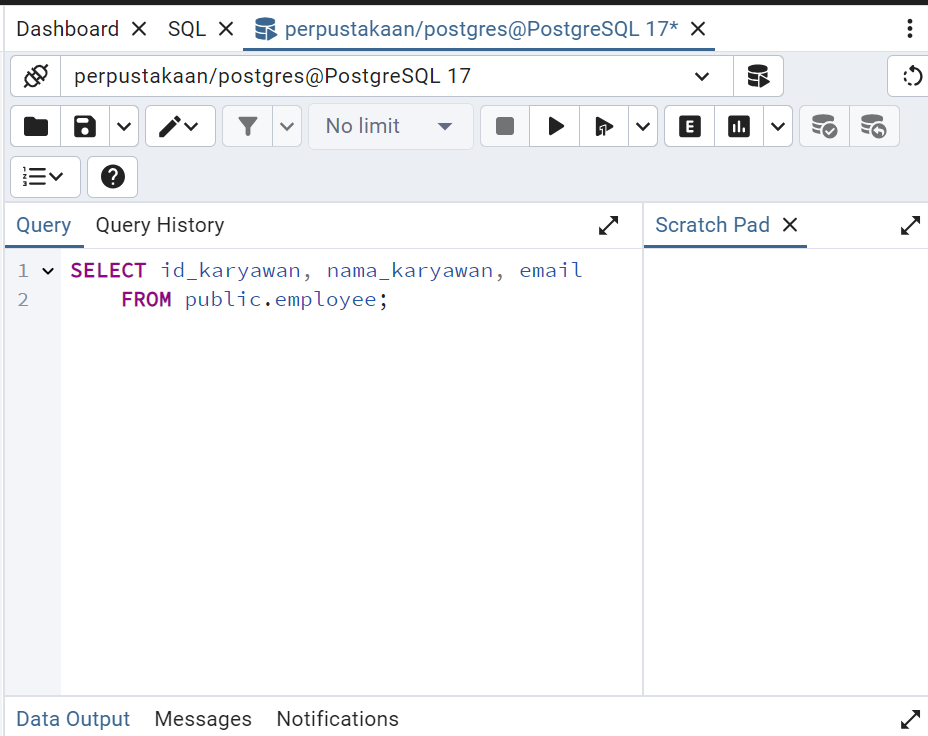 Dashboard SQL perpustakaan/postgres@PostgreSQL 17*
perpustakaan/postgres@PostgreSQL 17
No limit E
Query Query History Scratch Pad
1 SELECT id_karyawan, nama_karyawan, email
2 FROM public.employee;
Data Output Messages Notifications